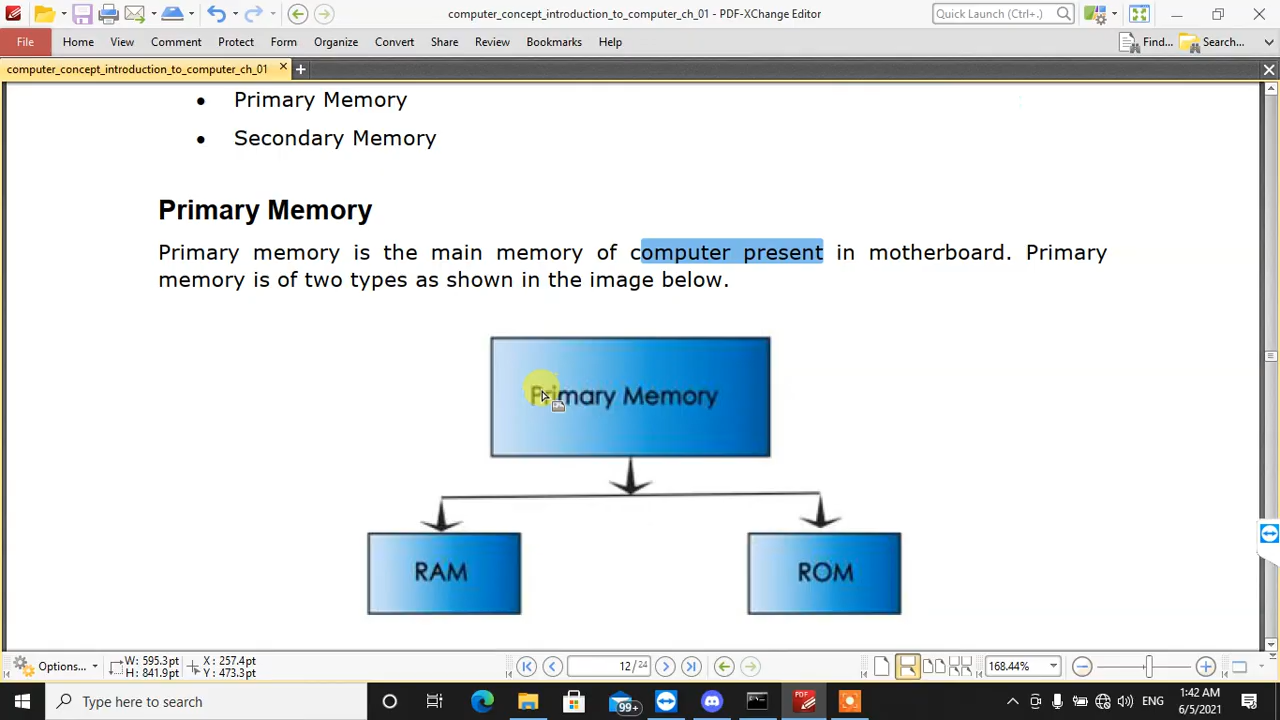 computer_concept_introduction_to_computer_ch_01 - PDF-XChange Edit
Quick Launch (Ctrl+.)
File Home View Comment Protect Form Organize Convert Share Review Bookmarks Help Find... Search...
computer_concept_introduction_to_computer_ch_01
• Primary Memory
• Secondary Memory
Primary Memory
Primary memory is the main memory of computer present in motherboard. Primary
memory is of two types as shown in the image below.
Primary Memory
RAM ROM
Options... W: 595.3pt H: 841.9pt X: 257.4pt Y: 473.3pt 12 / 24 168.44%
Type here to search 99+ PDF ENG 1:42 AM
6/5/2021